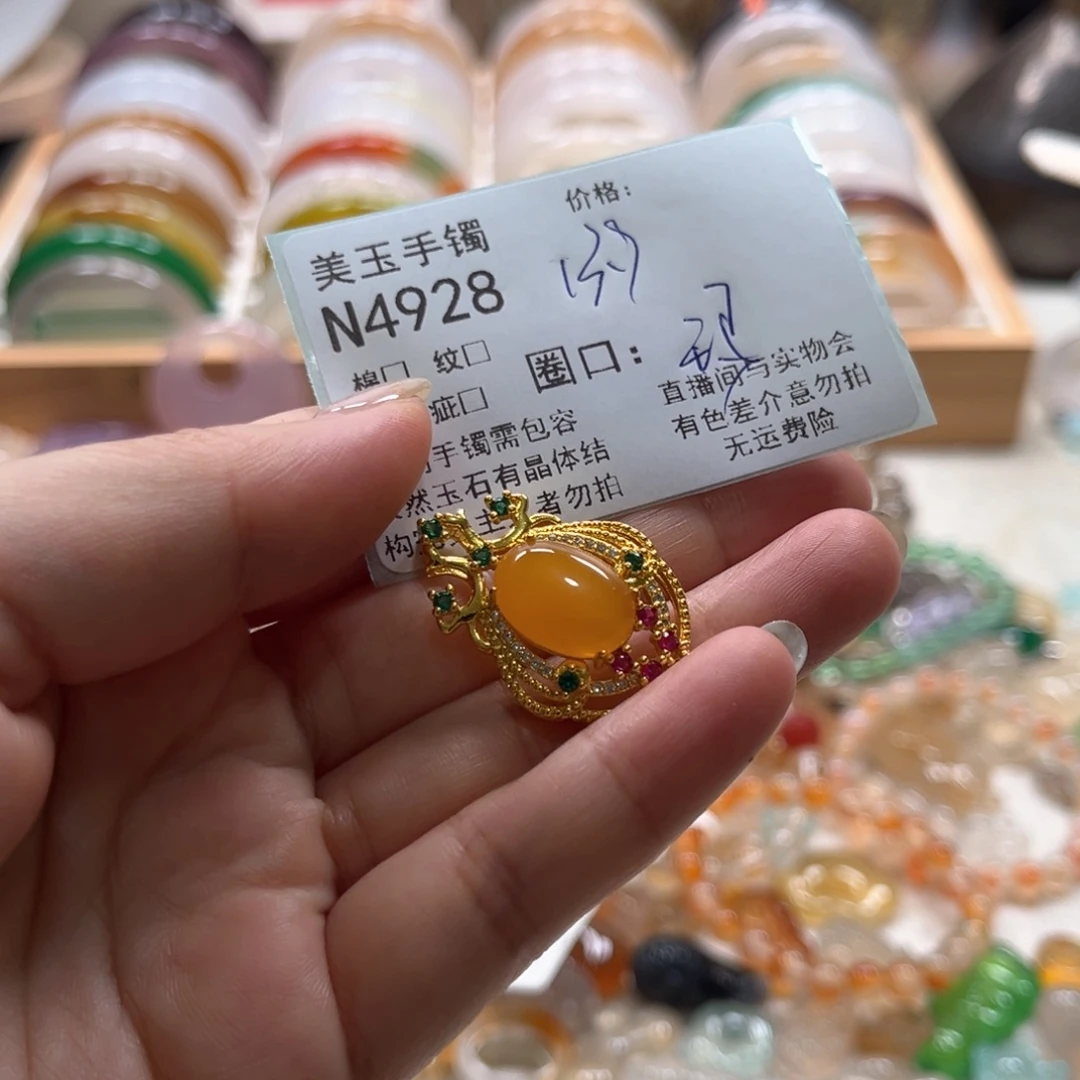 价格：
美玉手镯
N4928
159
棉□ 纹□
圈口：
疵□
手镯需包容
然玉石有晶体结
构 者勿拍
直播间与实物会
有色差介意勿拍
无运费险